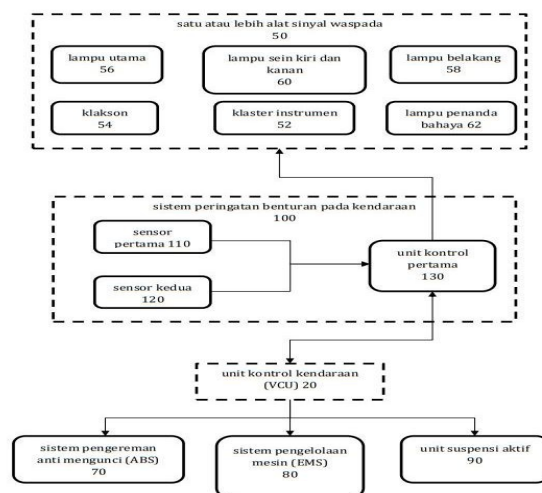 satu atau lebih alat sinyal waspada
50
lampu utama
56
lampu sein kiri dan
kanan
60
lampu belakang
58
klakson
54
klaster instrumen
52
lampu penanda
bahaya 62
sistem peringatan benturan pada kendaraan
100
sensor
pertama 110
sensor kedua
120
unit kontrol
pertama
130
unit kontrol kendaraan
(VCU) 20
sistem pengereman
anti mengunci (ABS)
70
sistem pengelolaan
mesin (EMS)
80
unit suspensi aktif
90